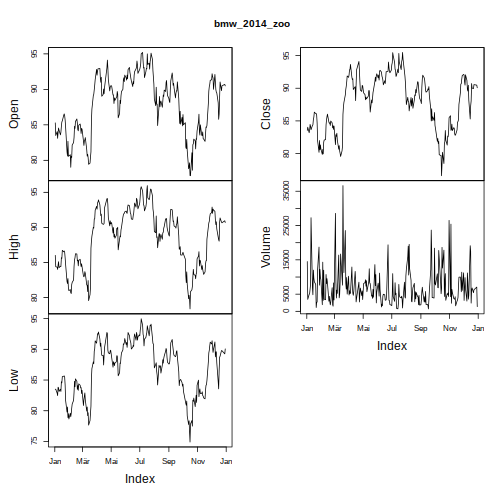 bmw_2014_zoo
Open
95
90
85
80
High
95
90
85
80
Low
95
90
85
80
75
Jan
Mär
Mai
Jul
Sep
Nov
Jan
Index
Close
95
90
85
80
Volume
35000
25000
15000
5000
0
Jan
Mär
Mai
Jul
Sep
Nov
Jan
Index